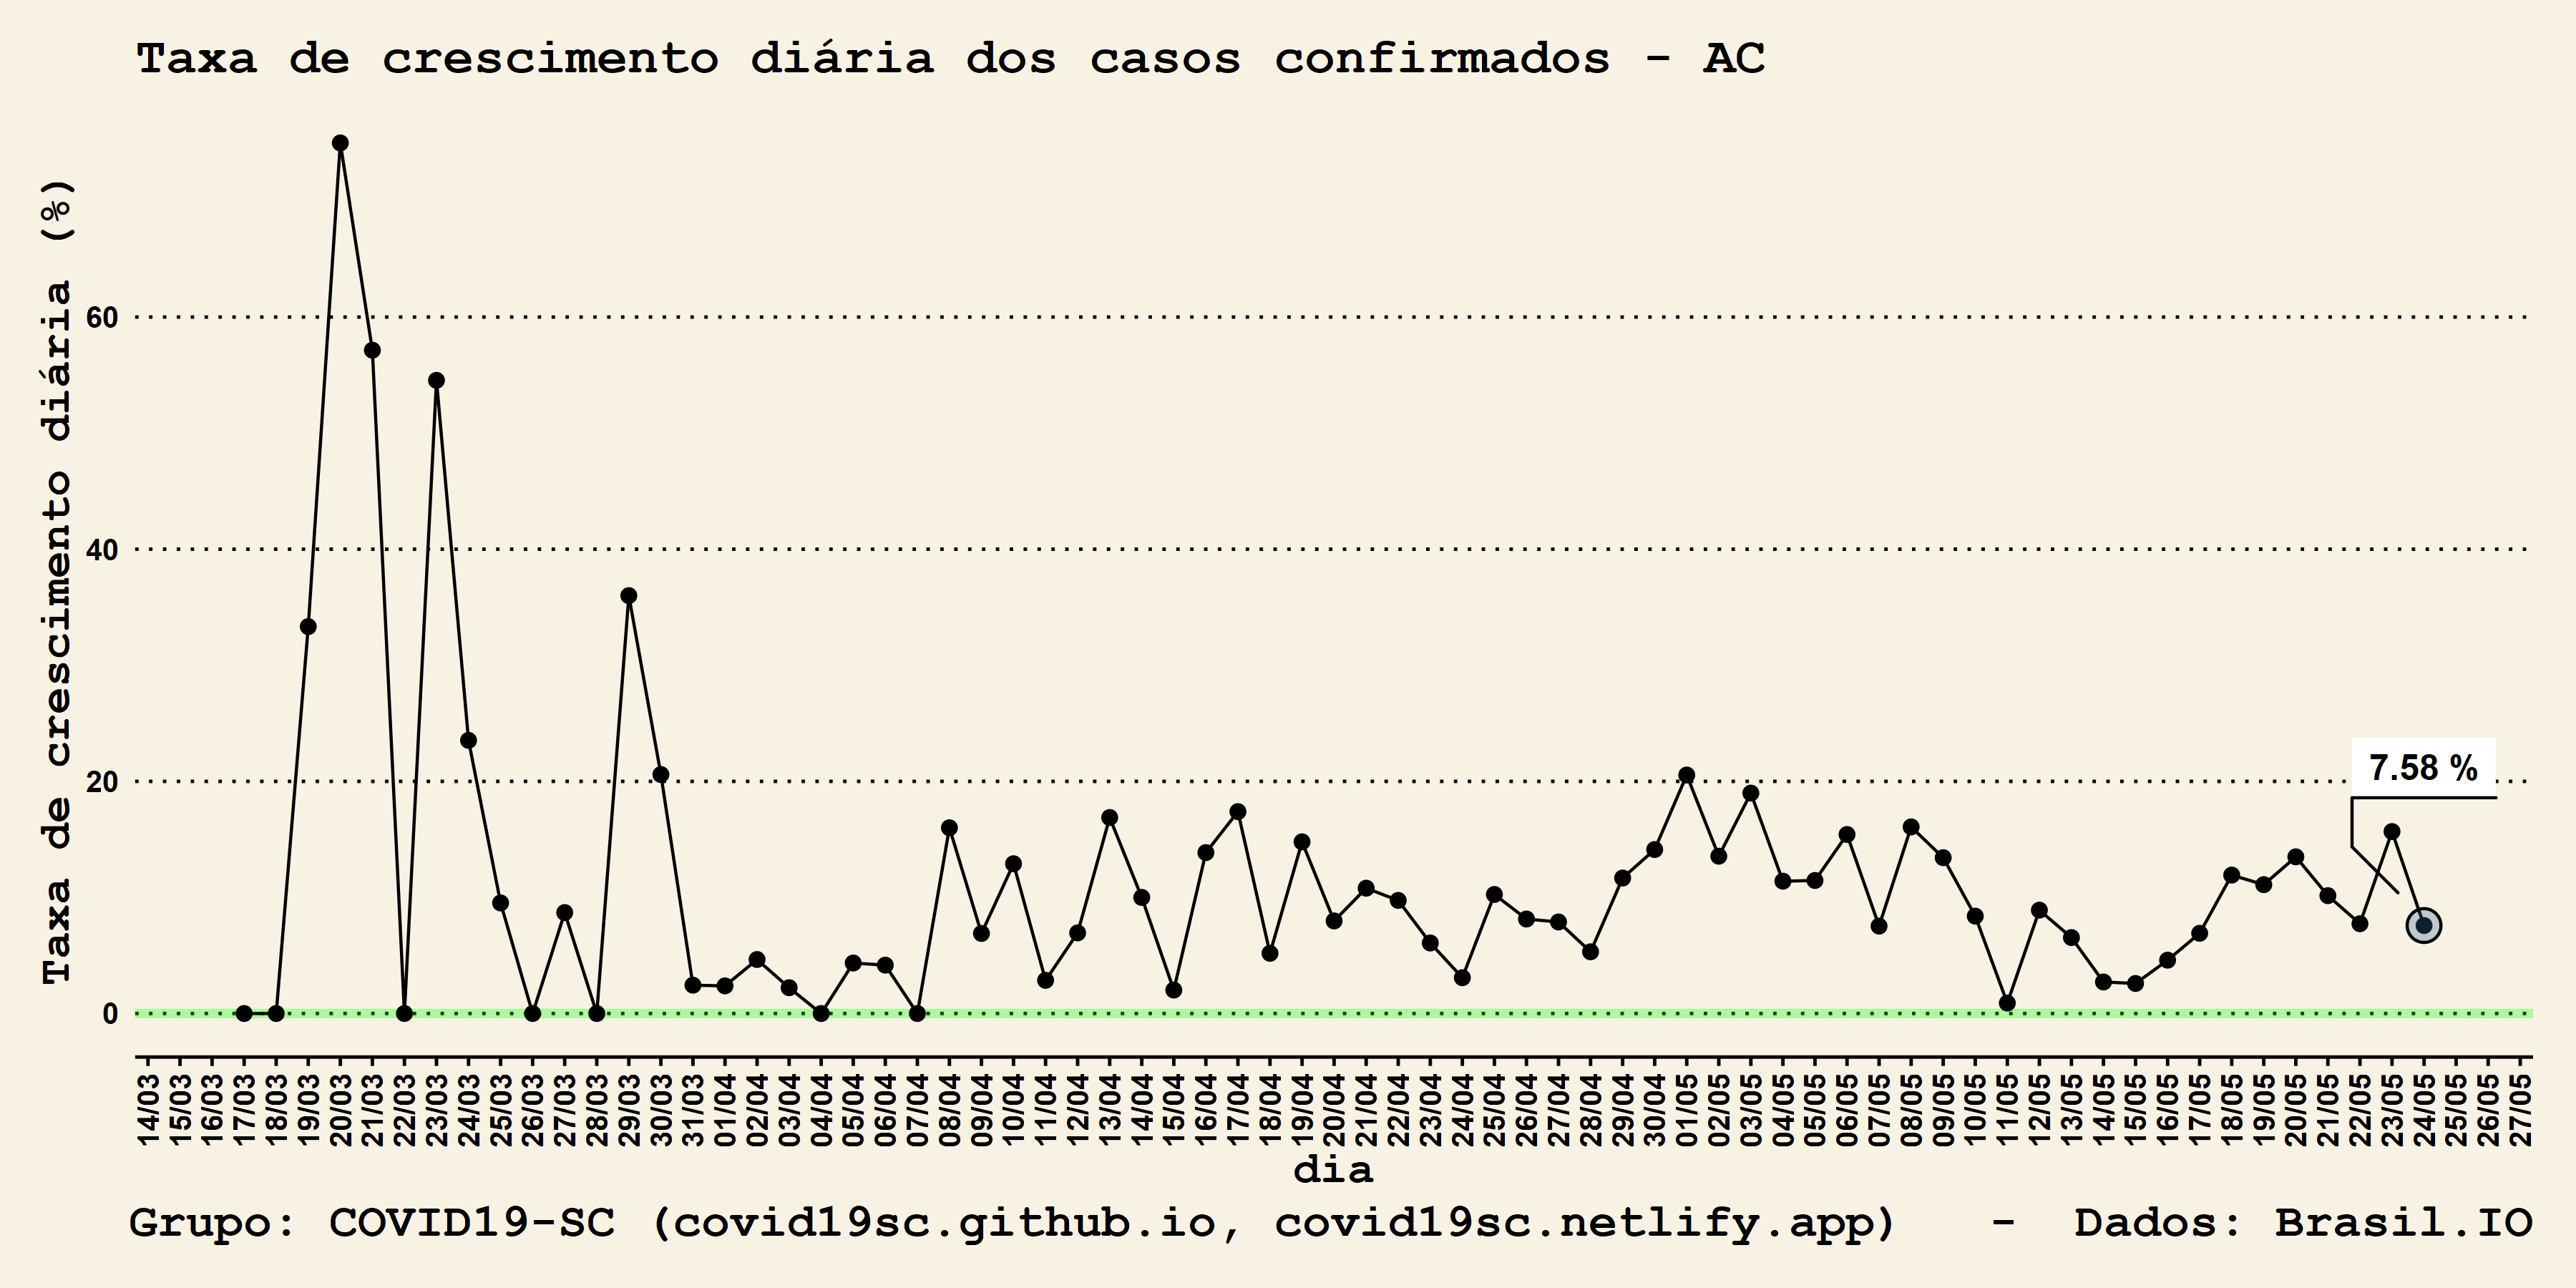 Taxa de crescimento diária dos casos confirmados - AC
Taxa de crescimento diária (%)
60
40
20
0
7.58 %
14/03 15/03 16/03 17/03 18/03 19/03 20/03 21/03 22/03 23/03 24/03 25/03 26/03 27/03 28/03 29/03 30/03 31/03 01/04 02/04 03/04 04/04 05/04 06/04 07/04 08/04 09/04 10/04 11/04 12/04 13/04 14/04 15/04 16/04 17/04 18/04 19/04 20/04 21/04 22/04 23/04 24/04 25/04 26/04 27/04 28/04 29/04 30/04 01/05 02/05 03/05 04/05 05/05 06/05 07/05 08/05 09/05 10/05 11/05 12/05 13/05 14/05 15/05 16/05 17/05 18/05 19/05 20/05 21/05 22/05 23/05 24/05 25/05 26/05 27/05
dia
Grupo: COVID19-SC (covid19sc.github.io, covid19sc.netlify.app) - Dados: Brasil.IO